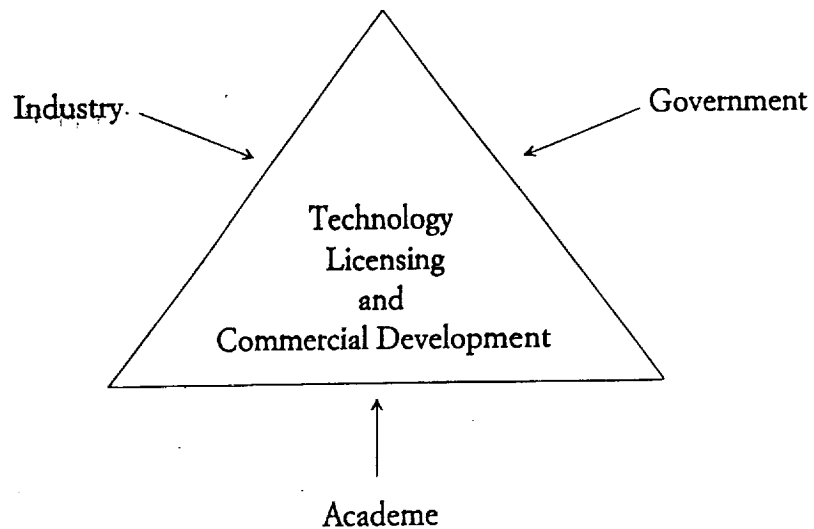 Industry
Government
Technology
Licensing
and
Commercial Development
Academe